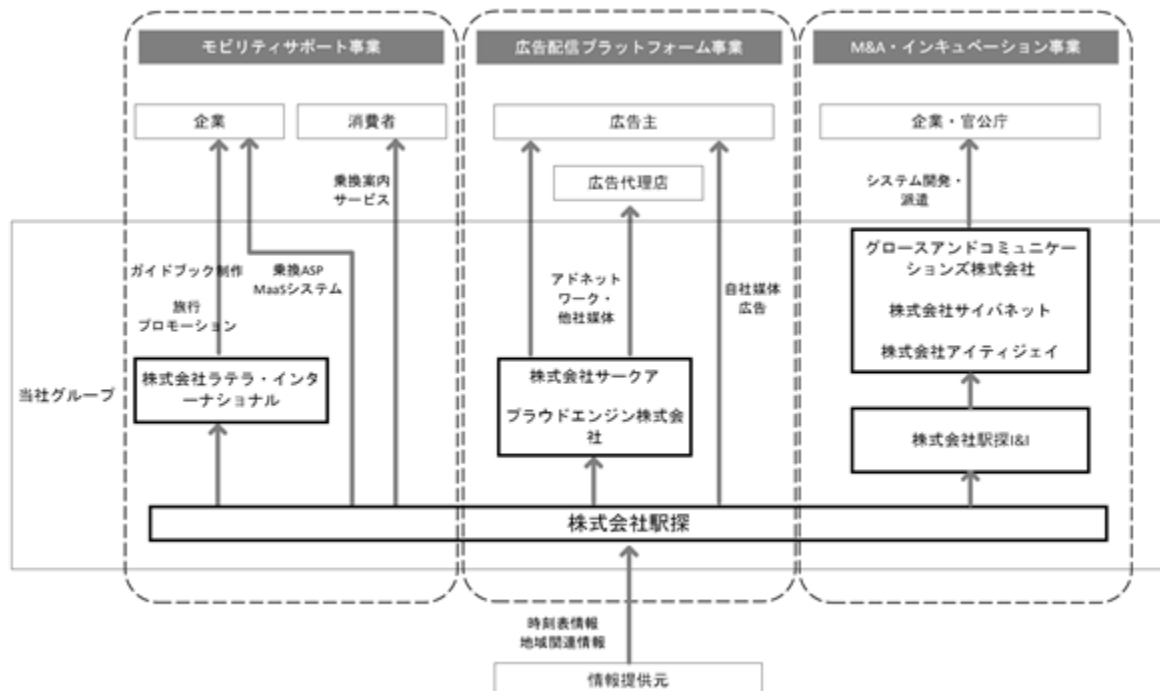 モビリティサポート事業
広告配信プラットフォーム事業
M&A・インキュベーション事業
企業
消費者
広告主
企業・官公庁
乗換案内
サービス
広告代理店
システム開発・
派遣
ガイドブック制作
旅行
プロモーション
乗換ASP
MaaSシステム
アドネット
ワーク・
他社媒体
自社媒体
広告
グロースアンドコミュニケー
ションズ株式会社
株式会社サイバネット
株式会社アイティジェイ
当社グループ
株式会社ラテラ・インタ
ーナショナル
株式会社サークア
プラウドエンジン株式会
社
株式会社駅探I&I
株式会社駅探
時刻表情報
地域関連情報
情報提供元